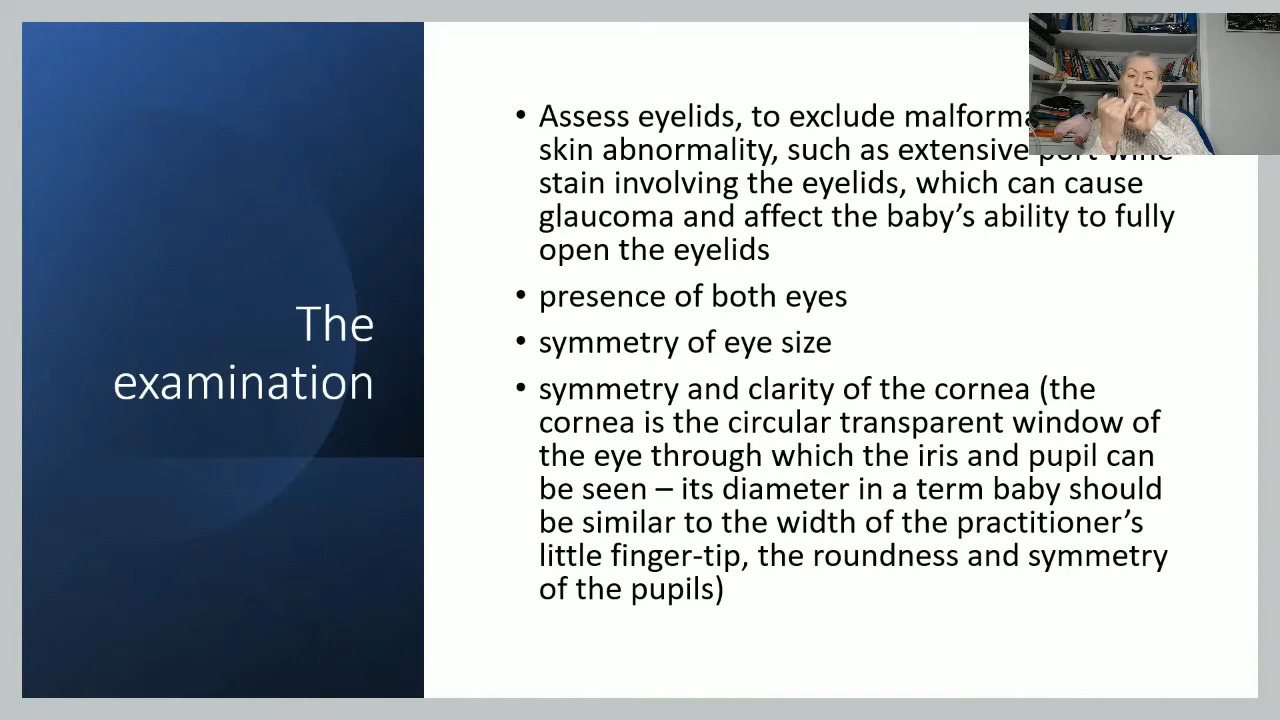 The
examination
• Assess eyelids, to exclude
skin abnormality, such as extensive
stain involving the eyelids, which can cause
glaucoma and affect the baby’s ability to fully
open the eyelids
• presence of both eyes
• symmetry of eye size
• symmetry and clarity of the cornea (the
cornea is the circular transparent window of
the eye through which the iris and pupil can
be seen – its diameter in a term baby should
be similar to the width of the practitioner’s
little finger-tip, the roundness and symmetry
of the pupils)